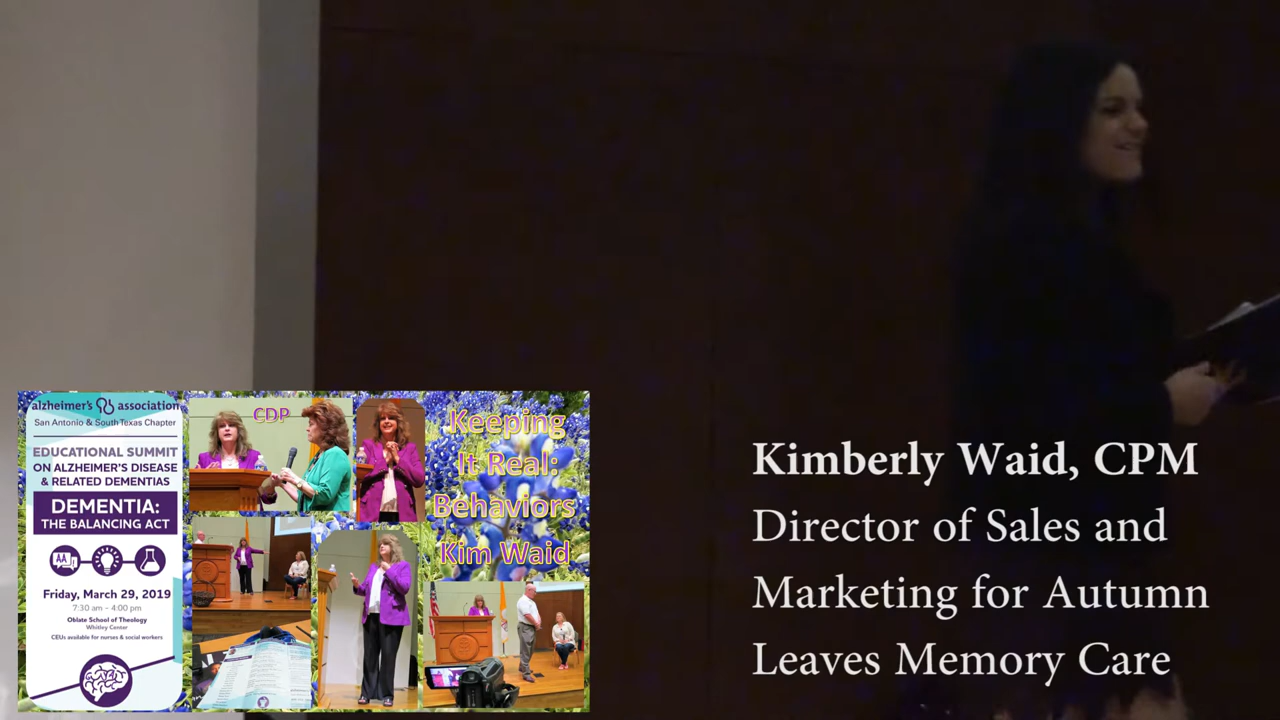 alzheimer's association
San Antonio & South Texas Chapter
EDUCATIONAL SUMMIT
ON ALZHEIMER'S DISEASE
& RELATED DEMENTIAS
DEMENTIA:
THE BALANCING ACT
Friday, March 29, 2019
7:30 am – 4:00 pm
Oblate School of Theology
Whitley Center
CEUs available for nurses & social workers
CDP
Keeping
It Real:
Behaviors
Kim Waid
Kimberly Waid, CPM
Director of Sales and
Marketing for Autumn
Leaves Memory Care